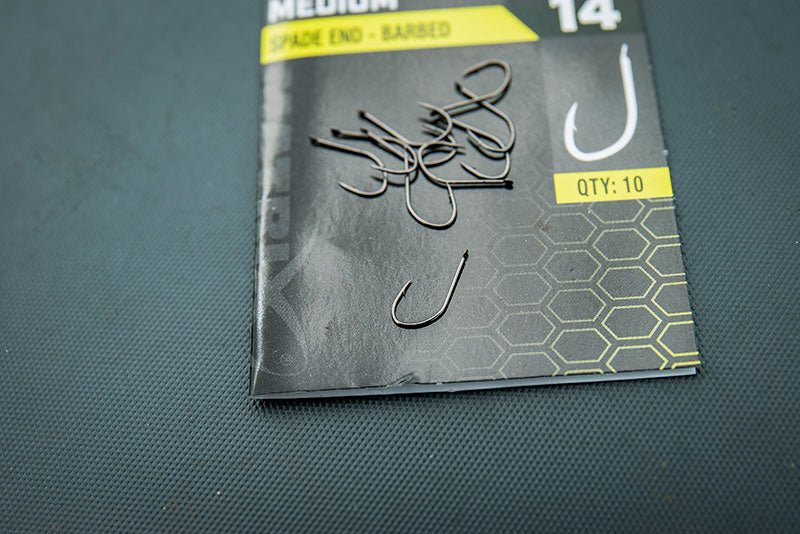 MEDIUM
14
SPADE END - BARBED
QTY: 10
®